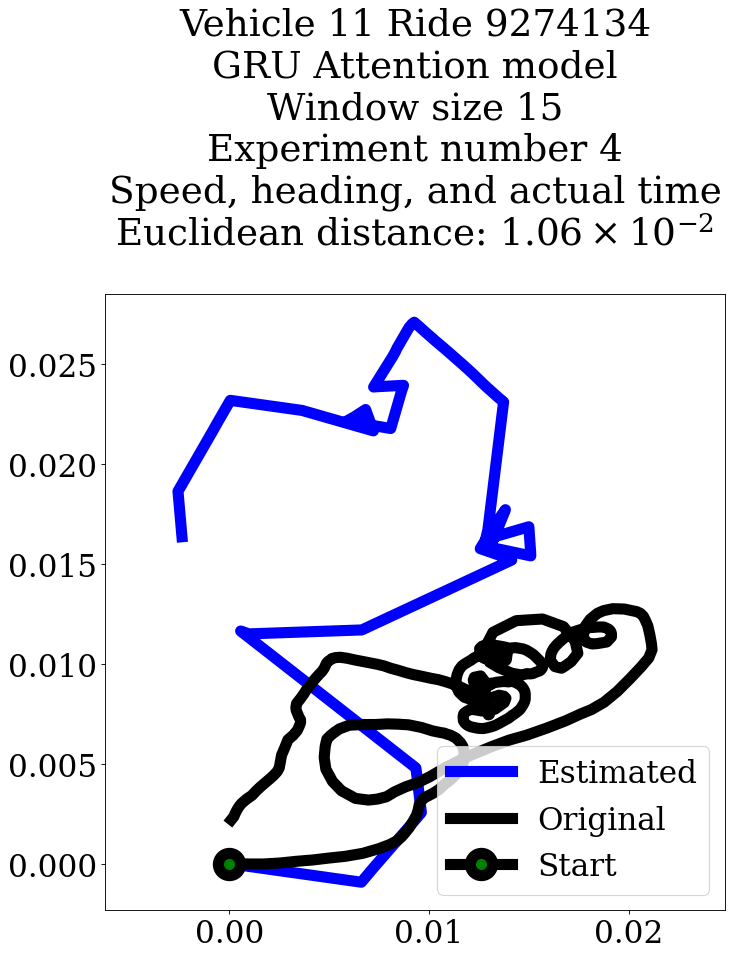 Vehicle 11 Ride 9274134
GRU Attention model
Window size 15
Experiment number 4
Speed, heading, and actual time
Euclidean distance: 1.06 × 10⁻²
0.025
0.020
0.015
0.010
0.005
0.000
Estimated
Original
Start
0.00 0.01 0.02